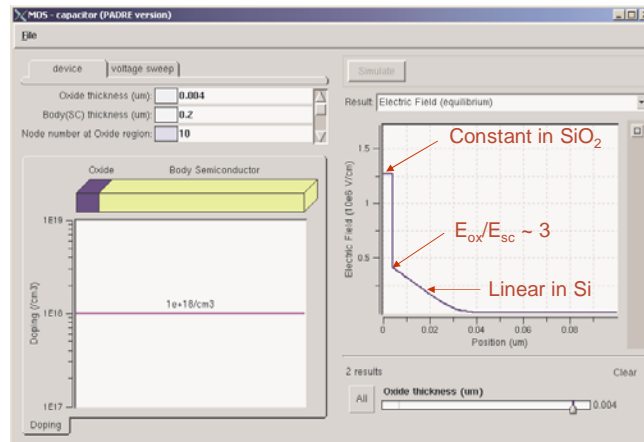 MOS - capacitor (PADRE version)
File
device
voltage sweep
Oxide thickness (um): 0.004
Body(SC) thickness (um): 0.2
Node number at Oxide region: 10
Oxide
Body Semiconductor
1E19
1E18
1E17
Doping (/cm3)
1e+18/cm3
Doping
Simulate
Result: Electric Field (equilibrium)
Electric Field (10e6 V/cm)
1.5
1
0.5
Constant in SiO₂
Eₒₓ/Eₛc ~ 3
Linear in Si
0
0.02
0.04
0.06
0.08
Position (um)
2 results
Clear
All
Oxide thickness (um)
0.004